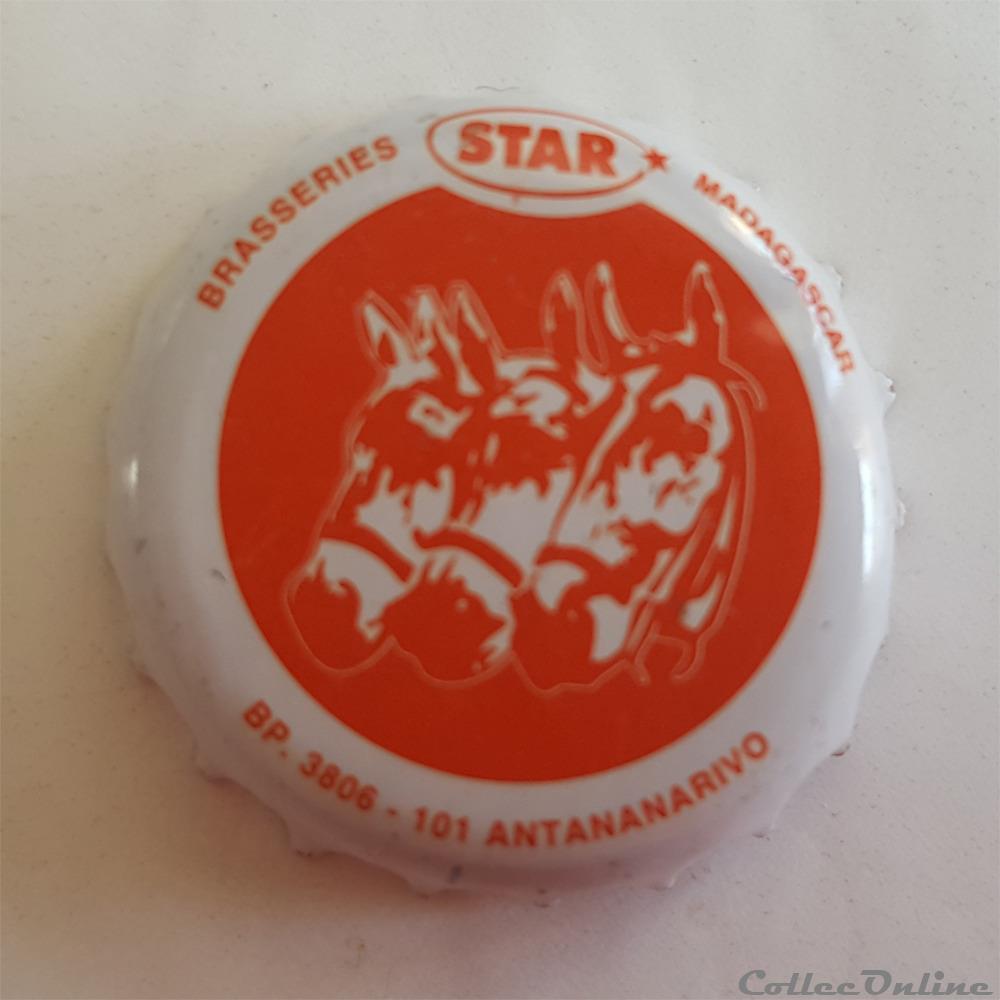 BRASSERIES STAR MADAGASCAR
BP. 3806 - 101 ANTANANARIVO
CollecOnline